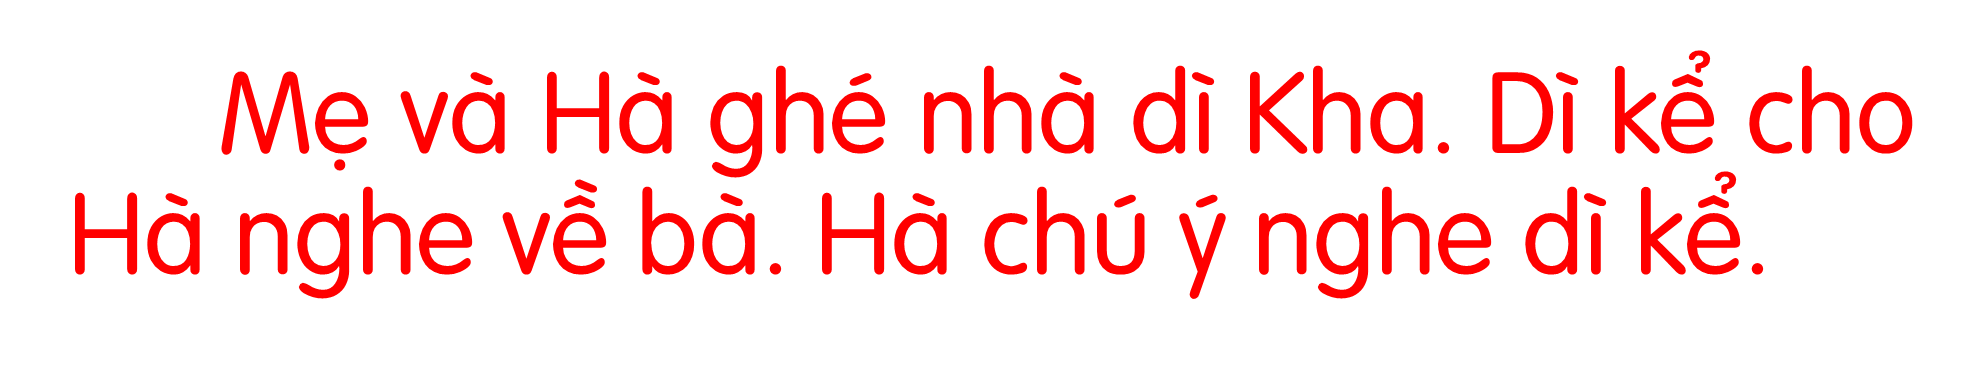 Mẹ và Hà ghé nhà dì Kha. Dì kể cho
Hà nghe về bà. Hà chú ý nghe dì kể.